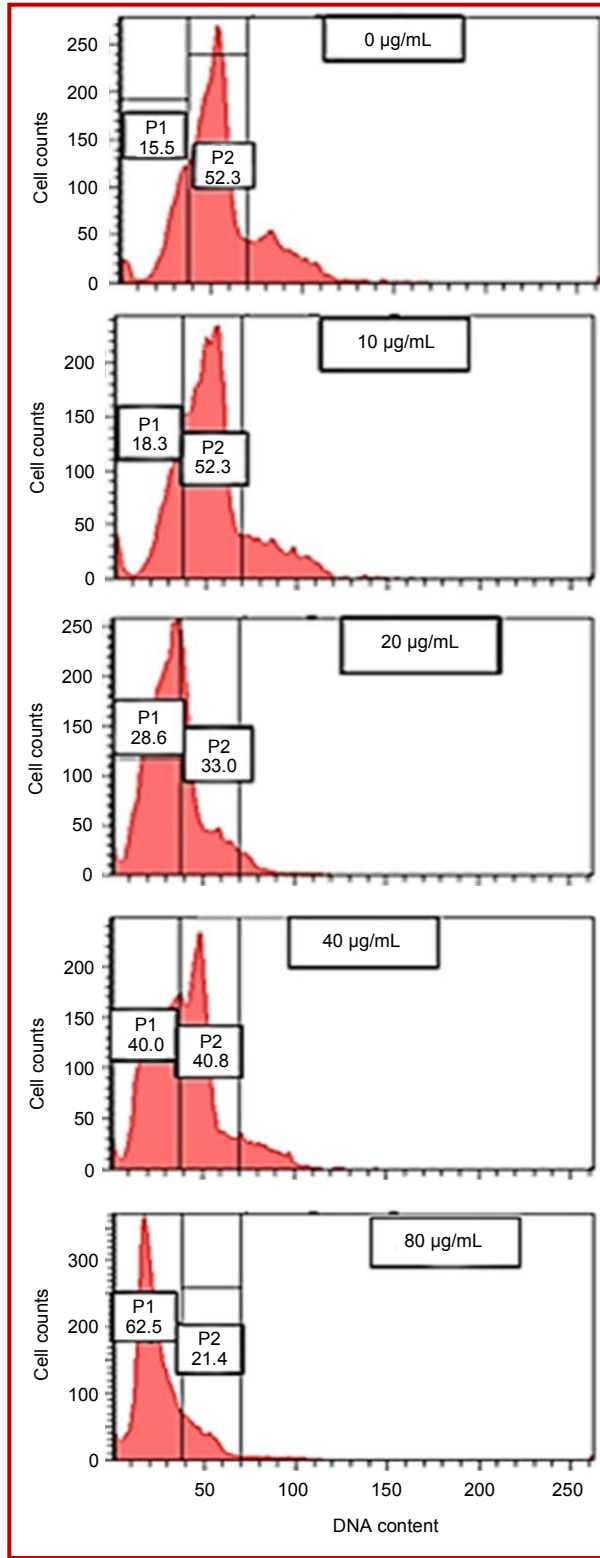 0 µg/mL
250
200
150
100
50
0
Cell counts
P1
15.5
P2
52.3
10 µg/mL
200
150
100
50
0
Cell counts
P1
18.3
P2
52.3
20 µg/mL
250
200
150
100
50
0
Cell counts
P1
28.6
P2
33.0
40 µg/mL
200
150
100
50
0
Cell counts
P1
40.0
P2
40.8
80 µg/mL
300
200
100
0
Cell counts
P1
62.5
P2
21.4
50 100 150 200 250
DNA content